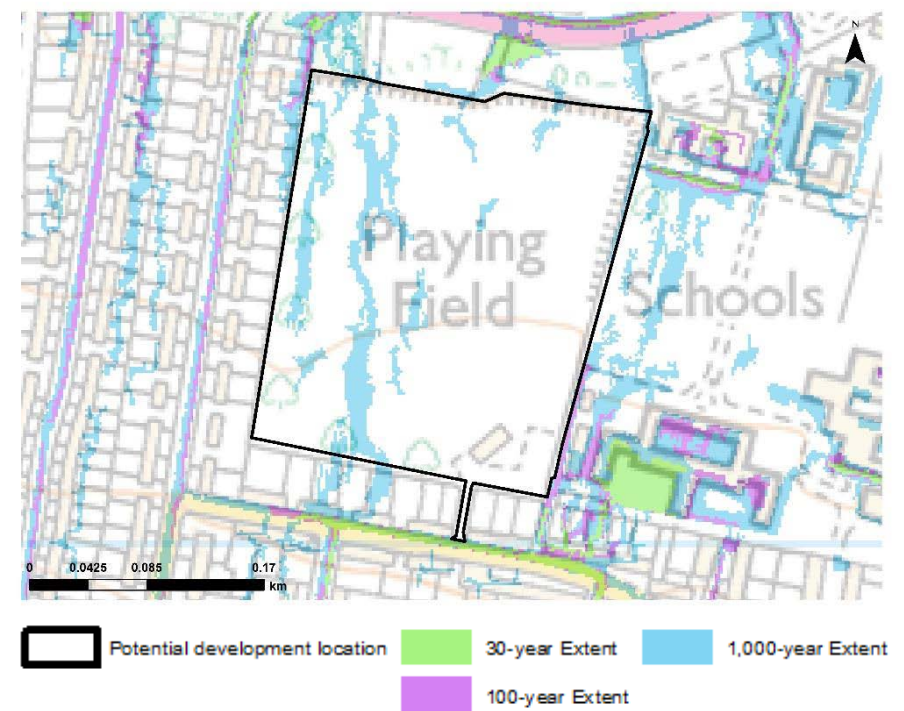 N
Playing
Field
Schools
0 0.0425 0.085 0.17
km
Potential development location
30-year Extent
1,000-year Extent
100-year Extent